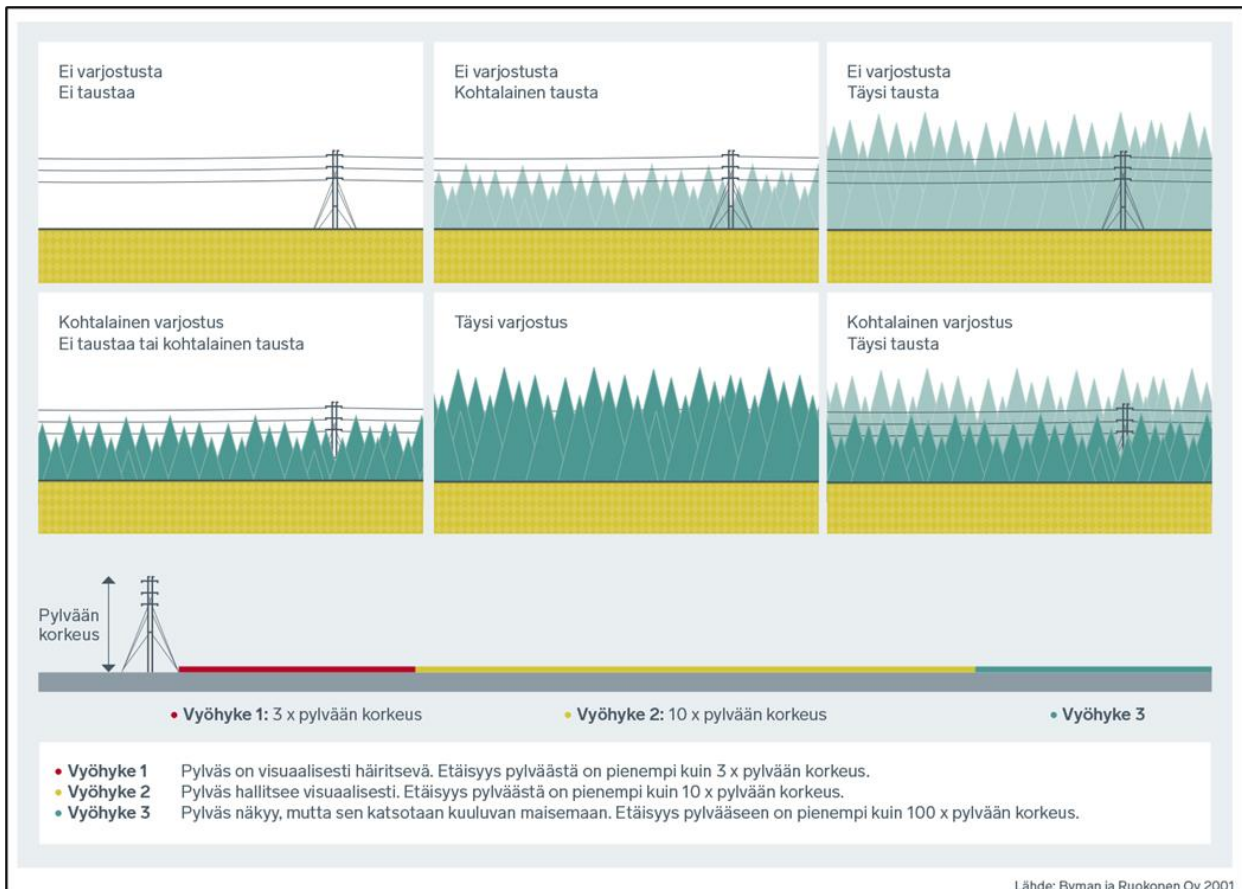 Ei varjostusta
Ei taustaa
Ei varjostusta
Kohtalainen tausta
Ei varjostusta
Täysi tausta
Kohtalainen varjostus
Ei taustaa tai kohtalainen tausta
Täysi varjostus
Kohtalainen varjostus
Täysi tausta
Pylvään
korkeus
• Vyöhyke 1: 3 x pylvään korkeus
• Vyöhyke 2: 10 x pylvään korkeus
• Vyöhyke 3
• Vyöhyke 1 Pylväs on visuaalisesti häiritsevä. Etäisyys pylväästä on pienempi kuin 3 x pylvään korkeus.
• Vyöhyke 2 Pylväs hallitsee visuaalisesti. Etäisyys pylväästä on pienempi kuin 10 x pylvään korkeus.
• Vyöhyke 3 Pylväs näkyy, mutta sen katsotaan kuuluvan maisemaan. Etäisyys pylvääseen on pienempi kuin 100 x pylvään korkeus.
Lähde: Byman ja Ruokonen Oy 2001